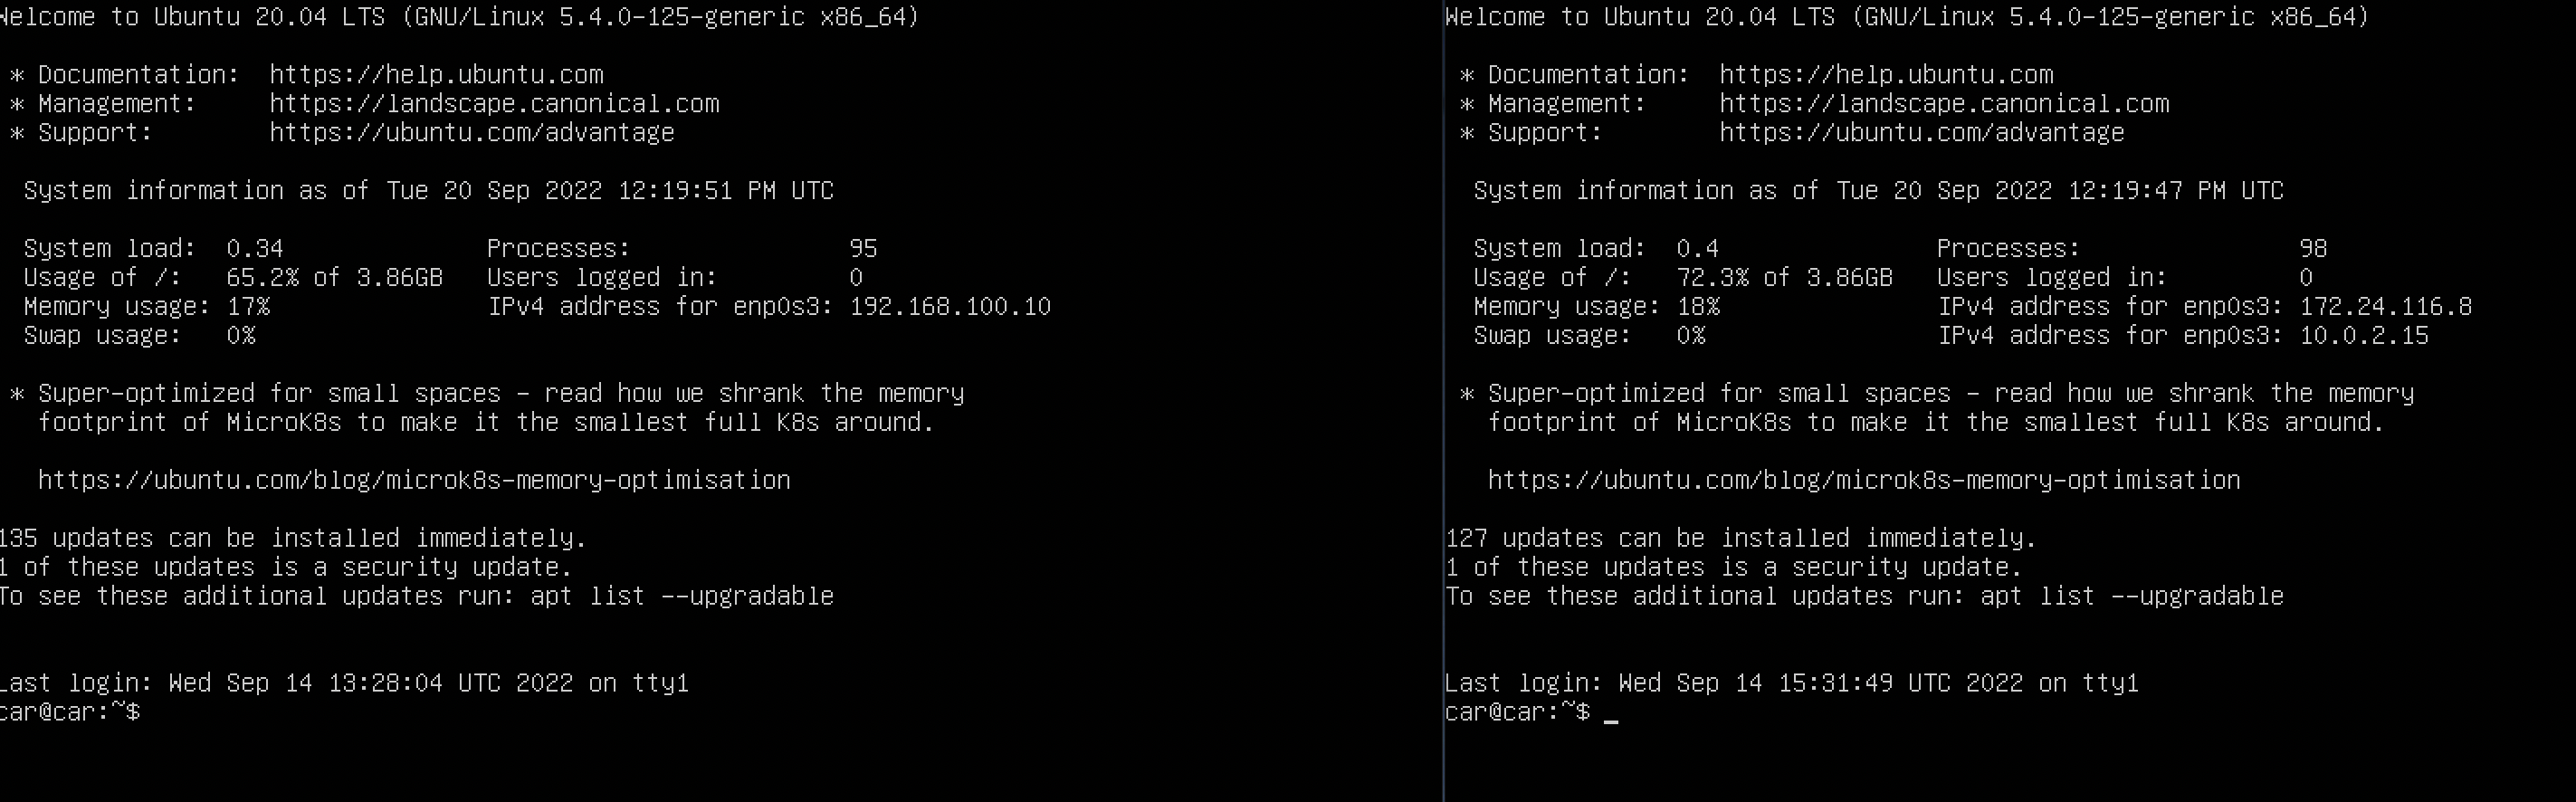 Welcome to Ubuntu 20.04 LTS (GNU/Linux 5.4.0-125-generic x86_64)
* Documentation:  https://help.ubuntu.com
* Management:     https://landscape.canonical.com
* Support:        https://ubuntu.com/advantage
System information as of Tue 20 Sep 2022 12:19:51 PM UTC
System load:  0.34              Processes:               95
Usage of /:   65.2% of 3.86GB   Users logged in:         0
Memory usage: 17%               IPv4 address for enp0s3: 192.168.100.10
Swap usage:   0%
* Super-optimized for small spaces - read how we shrank the memory
footprint of MicroK8s to make it the smallest full K8s around.
https://ubuntu.com/blog/microk8s-memory-optimisation
135 updates can be installed immediately.
1 of these updates is a security update.
To see these additional updates run: apt list --upgradable
Last login: Wed Sep 14 13:28:04 UTC 2022 on tty1
car@car:~$
Welcome to Ubuntu 20.04 LTS (GNU/Linux 5.4.0-125-generic x86_64)
* Documentation:  https://help.ubuntu.com
* Management:     https://landscape.canonical.com
* Support:        https://ubuntu.com/advantage
System information as of Tue 20 Sep 2022 12:19:47 PM UTC
System load:  0.4               Processes:               98
Usage of /:   72.3% of 3.86GB   Users logged in:         0
Memory usage: 18%               IPv4 address for enp0s3: 172.24.116.8
Swap usage:   0%                IPv4 address for enp0s3: 10.0.2.15
* Super-optimized for small spaces - read how we shrank the memory
footprint of MicroK8s to make it the smallest full K8s around.
https://ubuntu.com/blog/microk8s-memory-optimisation
127 updates can be installed immediately.
1 of these updates is a security update.
To see these additional updates run: apt list --upgradable
Last login: Wed Sep 14 15:31:49 UTC 2022 on tty1
car@car:~$ _